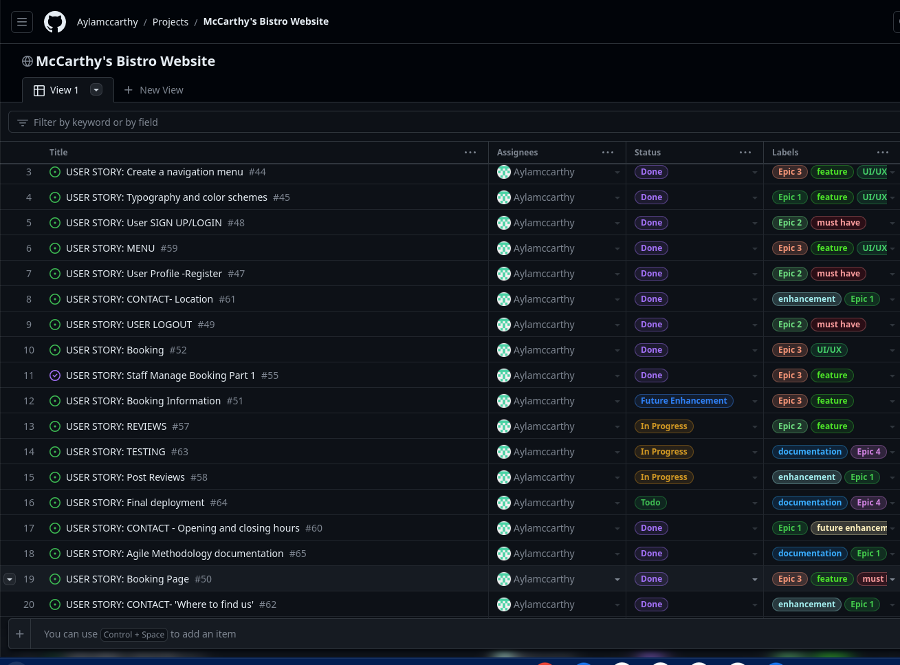 Aylamccarthy / Projects / McCarthy's Bistro Website
McCarthy's Bistro Website
View 1 + New View
Filter by keyword or by field
Title ... Assignees ... Status ... Labels ...
3 USER STORY: Create a navigation menu #44 Aylamccarthy Done Epic 3 feature UI/UX
4 USER STORY: Typography and color schemes #45 Aylamccarthy Done Epic 1 feature UI/UX
5 USER STORY: User SIGN UP/LOGIN #48 Aylamccarthy Done Epic 2 must have
6 USER STORY: MENU #59 Aylamccarthy Done Epic 3 feature UI/UX
7 USER STORY: User Profile -Register #47 Aylamccarthy Done Epic 2 must have
8 USER STORY: CONTACT- Location #61 Aylamccarthy Done enhancement Epic 1
9 USER STORY: USER LOGOUT #49 Aylamccarthy Done Epic 2 must have
10 USER STORY: Booking #52 Aylamccarthy Done Epic 3 UI/UX
11 USER STORY: Staff Manage Booking Part 1 #55 Aylamccarthy Done Epic 3 feature
12 USER STORY: Booking Information #51 Aylamccarthy Future Enhancement Epic 3 feature
13 USER STORY: REVIEWS #57 Aylamccarthy In Progress Epic 2 feature
14 USER STORY: TESTING #63 Aylamccarthy In Progress documentation Epic 4
15 USER STORY: Post Reviews #58 Aylamccarthy In Progress enhancement Epic 1
16 USER STORY: Final deployment #64 Aylamccarthy Todo documentation Epic 4
17 USER STORY: CONTACT - Opening and closing hours #60 Aylamccarthy Done Epic 1 future enhancem
18 USER STORY: Agile Methodology documentation #65 Aylamccarthy Done documentation Epic 1
19 USER STORY: Booking Page #50 Aylamccarthy Done Epic 3 feature must
20 USER STORY: CONTACT- 'Where to find us' #62 Aylamccarthy Done enhancement Epic 1
+ You can use Control + Space to add an item